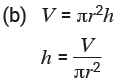 (b) V = πr²h
h = V/πr²